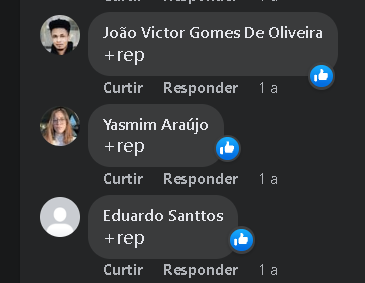 João Victor Gomes De Oliveira
+rep
Curtir Responder 1 a
Yasmim Araújo
+rep
Curtir Responder 1 a
Eduardo Santtos
+rep
Curtir Responder 1 a